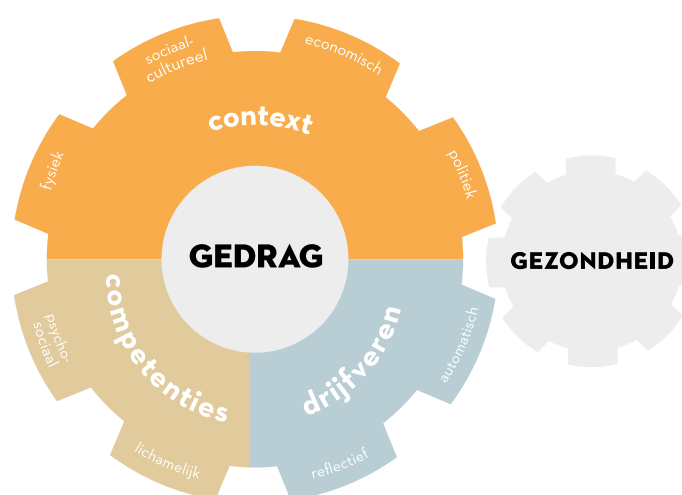 sociaal-
cultureel
economisch
fysiek
context
politiek
GEDRAG
GEZONDHEID
psycho-
sociaal
competenties
drijfveren
automatisch
lichamelijk
reflectief